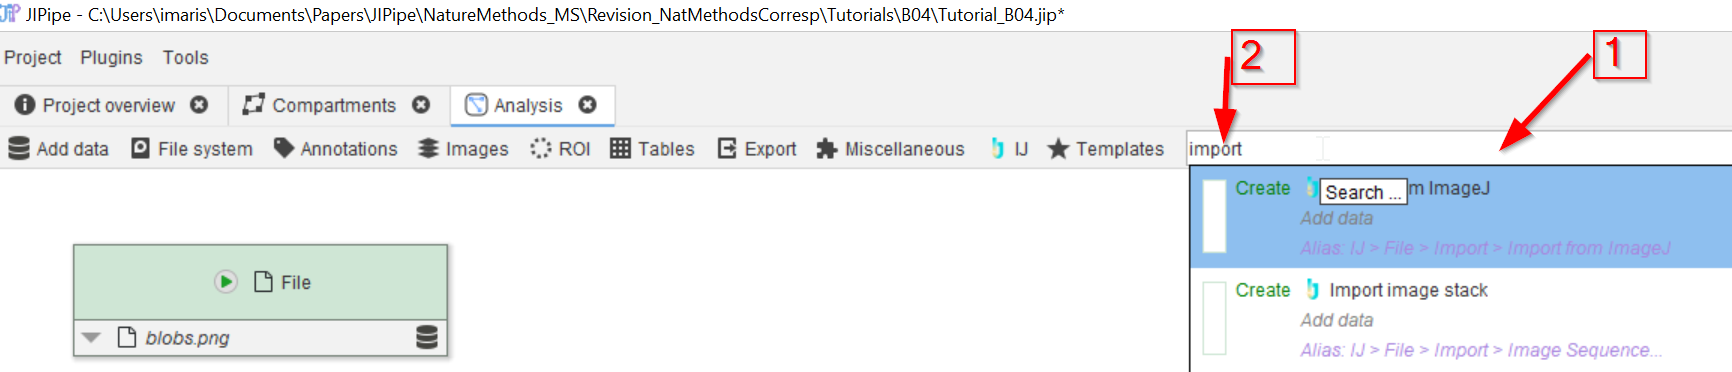 JIPipe - C:\Users\imaris\Documents\Papers\JIPipe\NatureMethods_MS\Revision_NatMethodsCorresp\Tutorials\B04\Tutorial_B04.jip*
Project Plugins Tools
2 1
Project overview Compartments Analysis
Add data File system Annotations Images ROI Tables Export Miscellaneous IJ Templates import
Create Search ... m ImageJ
Add data
Alias: IJ > File > Import > Import from ImageJ
File
Create Import image stack
Add data
blobs.png
Alias: IJ > File > Import > Image Sequence...